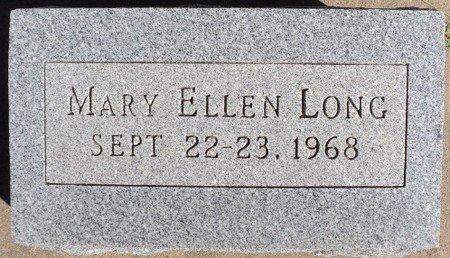 MARY ELLEN LONG
SEPT 22-23, 1968